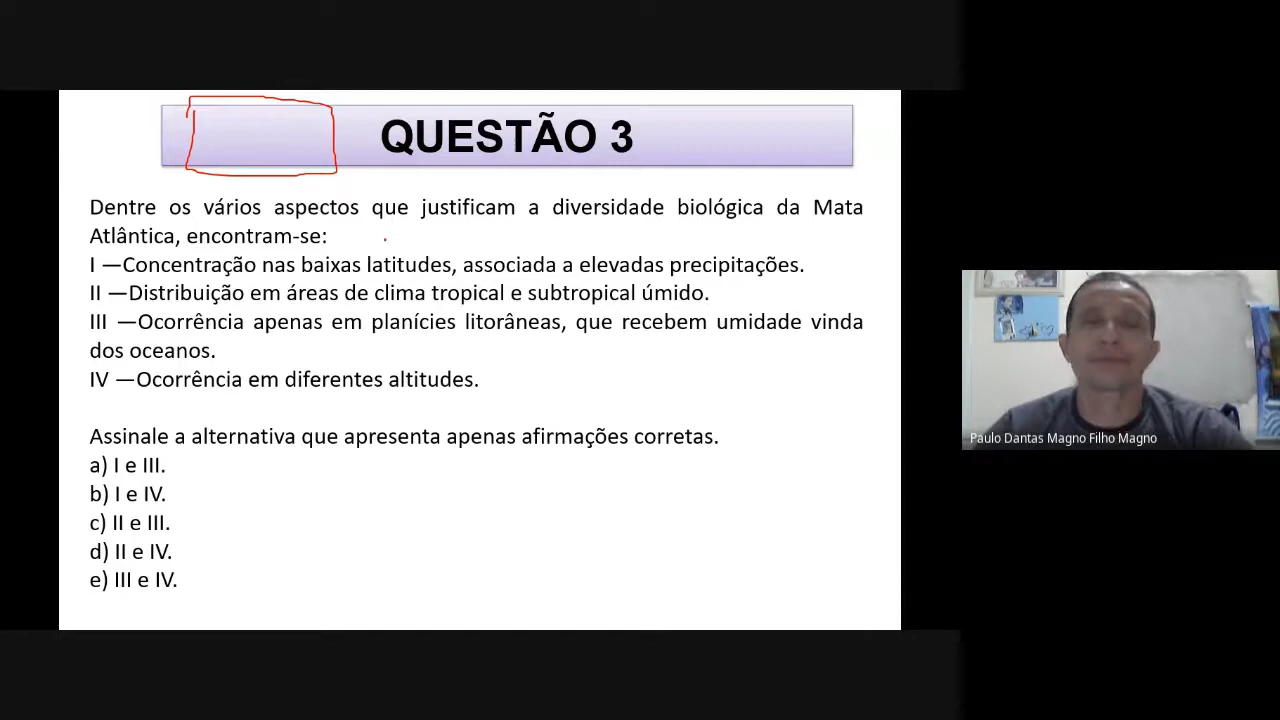 QUESTÃO 3
Dentre os vários aspectos que justificam a diversidade biológica da Mata
Atlântica, encontram-se:
I —Concentração nas baixas latitudes, associada a elevadas precipitações.
II —Distribuição em áreas de clima tropical e subtropical úmido.
III —Ocorrência apenas em planícies litorâneas, que recebem umidade vinda
dos oceanos.
IV —Ocorrência em diferentes altitudes.
Assinale a alternativa que apresenta apenas afirmações corretas.
a) I e III.
b) I e IV.
c) II e III.
d) II e IV.
e) III e IV.
Paulo Dantas Magno Filho Magno